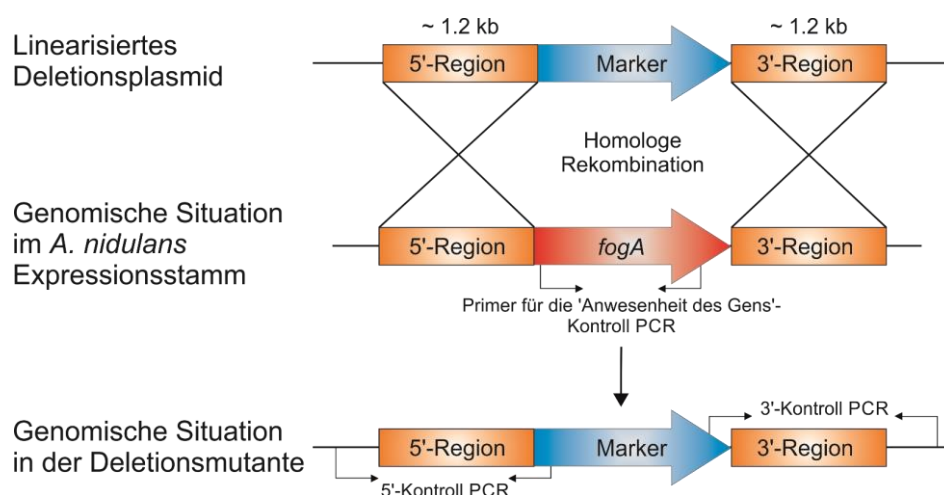 ~ 1.2 kb
~ 1.2 kb
Linearisiertes
Deletionsplasmid
5'-Region
Marker
3'-Region
Homologe
Rekombination
Genomische Situation
im A. nidulans
Expressionsstamm
5'-Region
fogA
3'-Region
Primer für die 'Anwesenheit des Gens'-
Kontroll PCR
3'-Kontroll PCR
Genomische Situation
in der Deletionsmutante
5'-Region
Marker
3'-Region
5'-Kontroll PCR